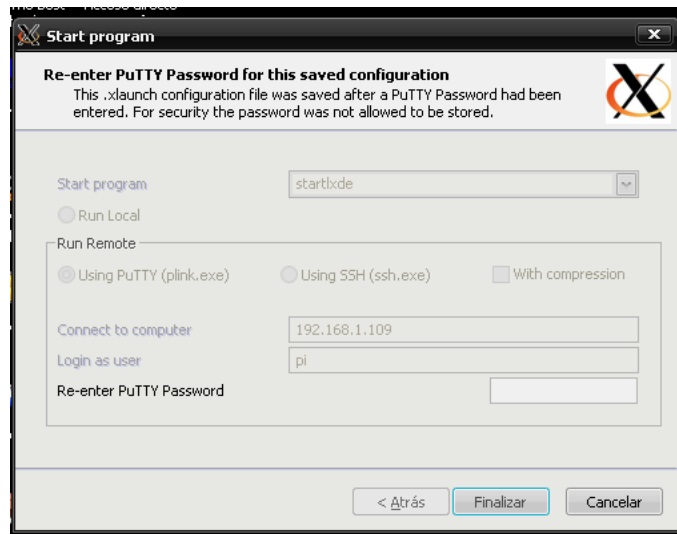 Start program
Re-enter PuTTY Password for this saved configuration
This .xlaunch configuration file was saved after a PuTTY Password had been
entered. For security the password was not allowed to be stored.
Start program startlxde
Run Local
Run Remote
Using PuTTY (plink.exe) Using SSH (ssh.exe) With compression
Connect to computer 192.168.1.109
Login as user pi
Re-enter PuTTY Password
< Atrás Finalizar Cancelar